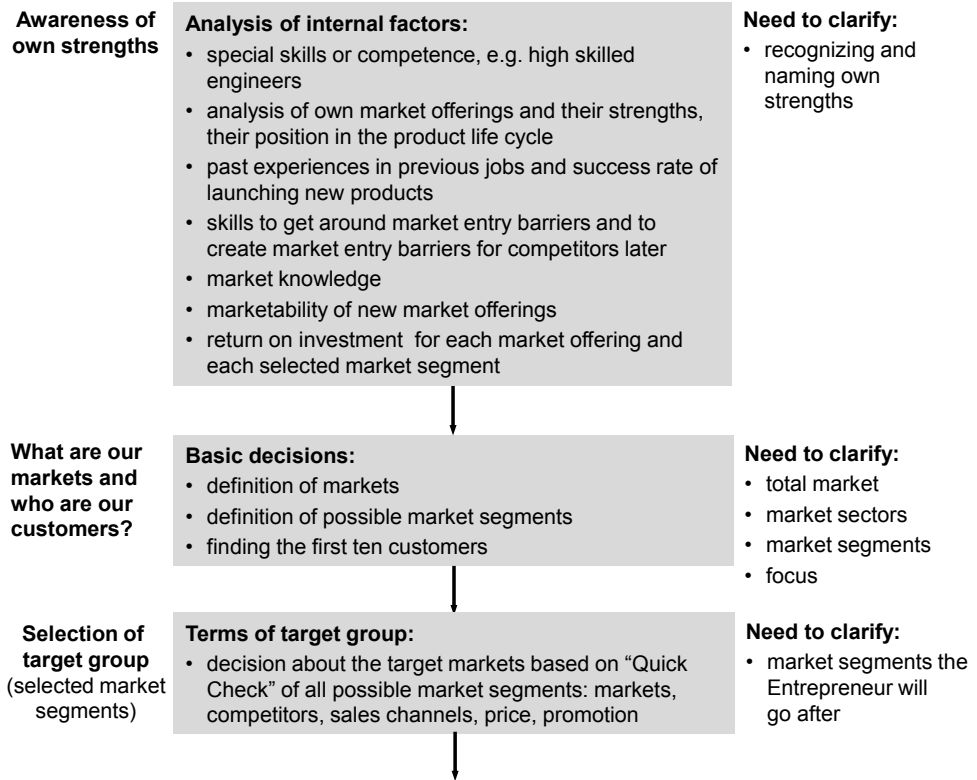 Awareness of
own strengths
Analysis of internal factors:
• special skills or competence, e.g. high skilled
engineers
• analysis of own market offerings and their strengths,
their position in the product life cycle
• past experiences in previous jobs and success rate of
launching new products
• skills to get around market entry barriers and to
create market entry barriers for competitors later
• market knowledge
• marketability of new market offerings
• return on investment for each market offering and
each selected market segment
Need to clarify:
• recognizing and
naming own
strengths
What are our
markets and
who are our
customers?
Basic decisions:
• definition of markets
• definition of possible market segments
• finding the first ten customers
Need to clarify:
• total market
• market sectors
• market segments
• focus
Selection of
target group
(selected market
segments)
Terms of target group:
• decision about the target markets based on “Quick
Check” of all possible market segments: markets,
competitors, sales channels, price, promotion
Need to clarify:
• market segments the
Entrepreneur will
go after